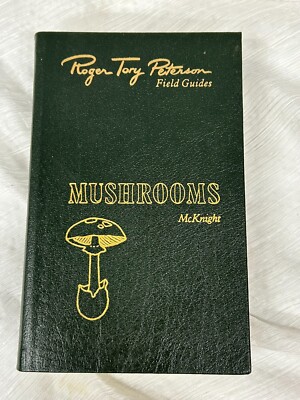 Roger Tory Peterson
Field Guides
MUSHROOMS
McKnight